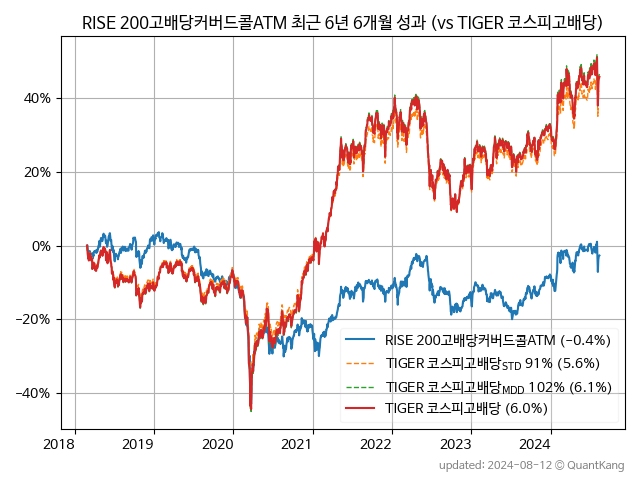 RISE 200고배당커버드콜ATM 최근 6년 6개월 성과 (vs TIGER 코스피고배당)
40%
20%
0%
−20%
−40%
RISE 200고배당커버드콜ATM (−0.4%)
TIGER 코스피고배당STD 91% (5.6%)
TIGER 코스피고배당MDD 102% (6.1%)
TIGER 코스피고배당 (6.0%)
2018 2019 2020 2021 2022 2023 2024
updated: 2024-08-12 © QuantKang